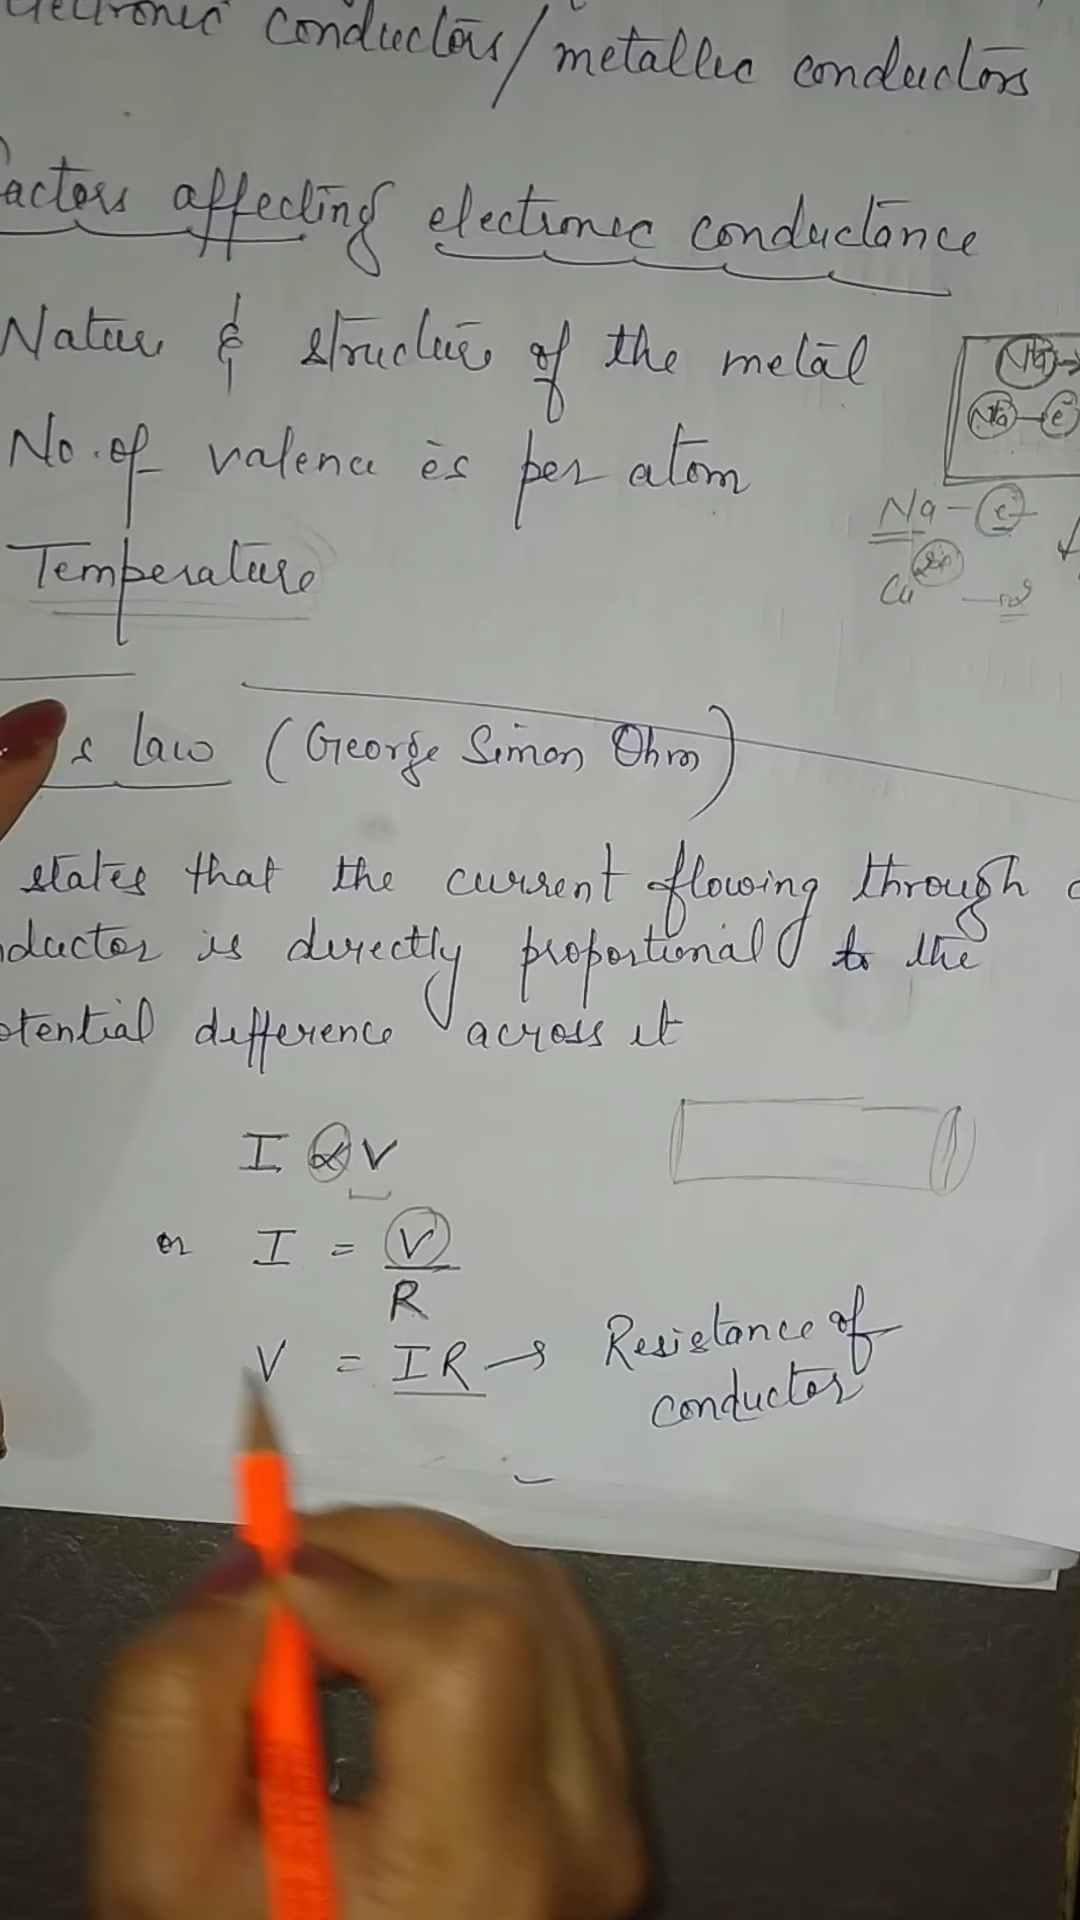 Electronic conductors/metallic conductors
Factors affecting electronic conductance
Nature & structure of the metal
No. of valence ēs per atom
Temperature
Na - e-
Cu
s law (George Simon Ohm)
states that the current flowing through a
nductor is directly proportional to the
otential difference across it
I α V
or I = V/R
V = IR → Resistance of
conductor